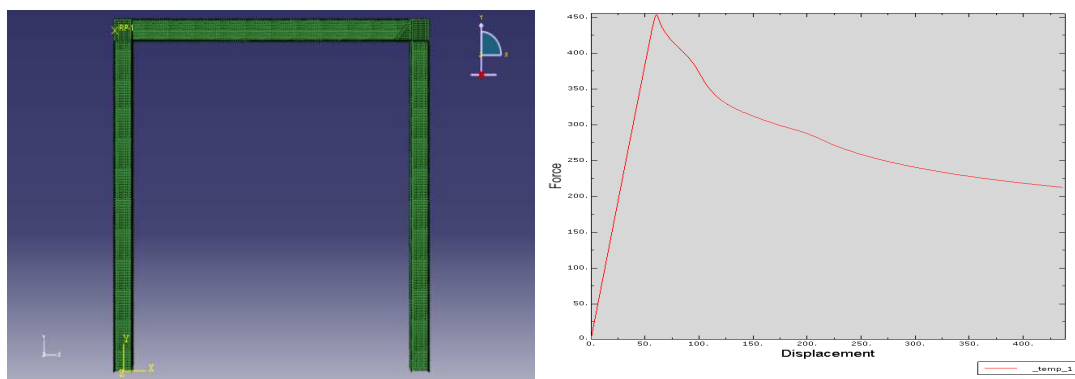 RP-1
Y
X
Y
X
Z
450.
400.
350.
300.
250.
200.
150.
100.
50.
0.
Force
0. 50. 100. 150. 200. 250. 300. 350. 400.
Displacement
_temp_1